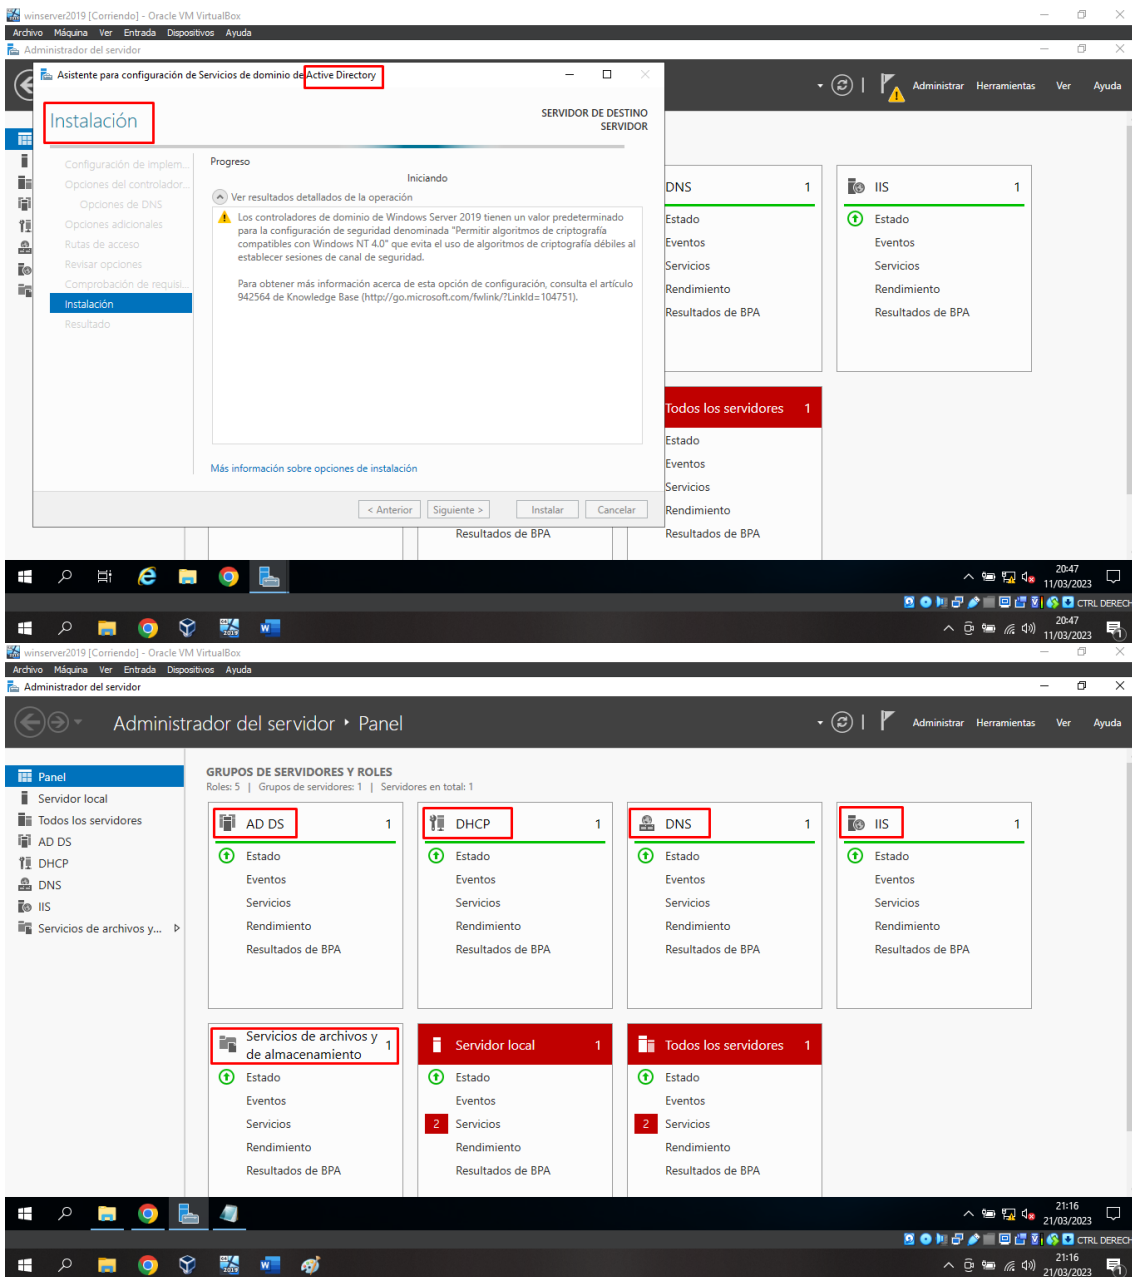 winserver2019 [Corriendo] - Oracle VM VirtualBox
Archivo Máquina Ver Entrada Dispositivos Ayuda
Administrador del servidor
Asistente para configuración de Servicios de dominio de Active Directory
Administrar Herramientas Ver Ayuda
Instalación
SERVIDOR DE DESTINO
SERVIDOR
Configuración de implem...
Opciones del controlador...
Opciones de DNS
Opciones adicionales
Rutas de acceso
Revisar opciones
Comprobación de requisi...
Instalación
Resultado
Progreso
Iniciando
Ver resultados detallados de la operación
Los controladores de dominio de Windows Server 2019 tienen un valor predeterminado
para la configuración de seguridad denominada "Permitir algoritmos de criptografía
compatibles con Windows NT 4.0" que evita el uso de algoritmos de criptografía débiles al
establecer sesiones de canal de seguridad.
Para obtener más información acerca de esta opción de configuración, consulta el artículo
942564 de Knowledge Base (http://go.microsoft.com/fwlink/?LinkId=104751).
Más información sobre opciones de instalación
< Anterior Siguiente > Instalar Cancelar
DNS 1
Estado
Eventos
Servicios
Rendimiento
Resultados de BPA
IIS 1
Estado
Eventos
Servicios
Rendimiento
Resultados de BPA
Todos los servidores 1
Estado
Eventos
Servicios
Rendimiento
Resultados de BPA
Resultados de BPA
20:47
11/03/2023
CTRL DERECH
2019
20:47
11/03/2023
1
winserver2019 [Corriendo] - Oracle VM VirtualBox
Archivo Máquina Ver Entrada Dispositivos Ayuda
Administrador del servidor
Administrador del servidor Panel
Administrar Herramientas Ver Ayuda
Panel
Servidor local
Todos los servidores
AD DS
DHCP
DNS
IIS
Servicios de archivos y...
GRUPOS DE SERVIDORES Y ROLES
Roles: 5 | Grupos de servidores: 1 | Servidores en total: 1
AD DS 1
Estado
Eventos
Servicios
Rendimiento
Resultados de BPA
DHCP 1
Estado
Eventos
Servicios
Rendimiento
Resultados de BPA
DNS 1
Estado
Eventos
Servicios
Rendimiento
Resultados de BPA
IIS 1
Estado
Eventos
Servicios
Rendimiento
Resultados de BPA
Servicios de archivos y
de almacenamiento 1
Estado
Eventos
Servicios
Rendimiento
Resultados de BPA
Servidor local 1
Estado
Eventos
2 Servicios
Rendimiento
Resultados de BPA
Todos los servidores 1
Estado
Eventos
2 Servicios
Rendimiento
Resultados de BPA
21:16
21/03/2023
CTRL DERECH
2019
21:16
21/03/2023
1